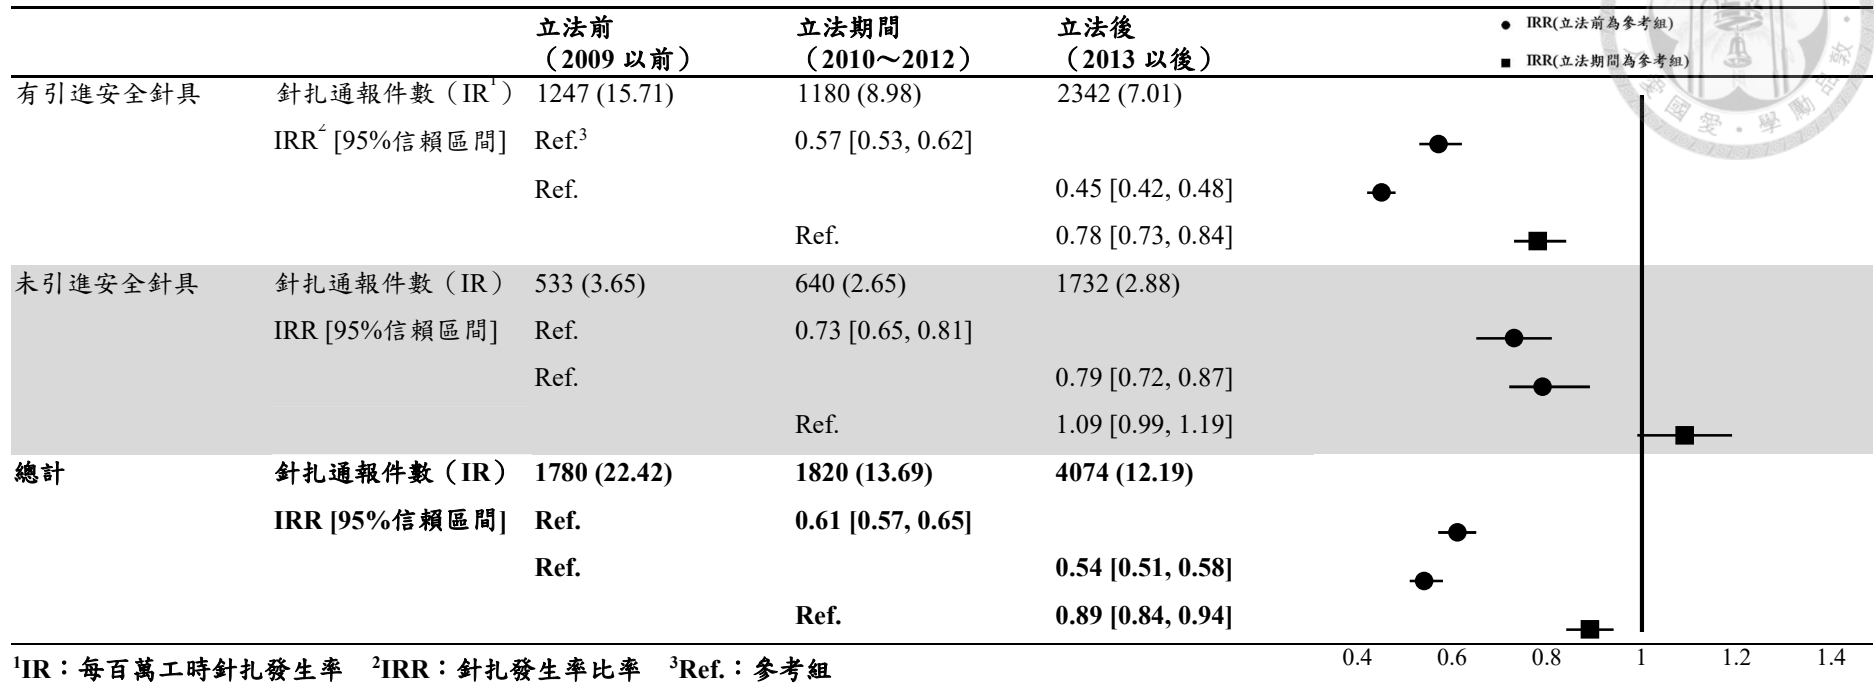 立法前 立法期間 立法後 ● IRR(立法前為參考組)
（2009 以前） （2010～2012） （2013 以後） ■ IRR(立法期間為參考組)
有引進安全針具 針扎通報件數（IR1） 1247 (15.71) 1180 (8.98) 2342 (7.01)
IRR2 [95%信賴區間] Ref.3 0.57 [0.53, 0.62]
Ref. 0.45 [0.42, 0.48]
Ref. 0.78 [0.73, 0.84]
未引進安全針具 針扎通報件數（IR） 533 (3.65) 640 (2.65) 1732 (2.88)
IRR [95%信賴區間] Ref. 0.73 [0.65, 0.81]
Ref. 0.79 [0.72, 0.87]
Ref. 1.09 [0.99, 1.19]
總計 針扎通報件數（IR） 1780 (22.42) 1820 (13.69) 4074 (12.19)
IRR [95%信賴區間] Ref. 0.61 [0.57, 0.65]
Ref. 0.54 [0.51, 0.58]
Ref. 0.89 [0.84, 0.94]
0.4 0.6 0.8 1 1.2 1.4
1IR：每百萬工時針扎發生率 2IRR：針扎發生率比率 3Ref.：參考組
愛國愛·學勵品敦